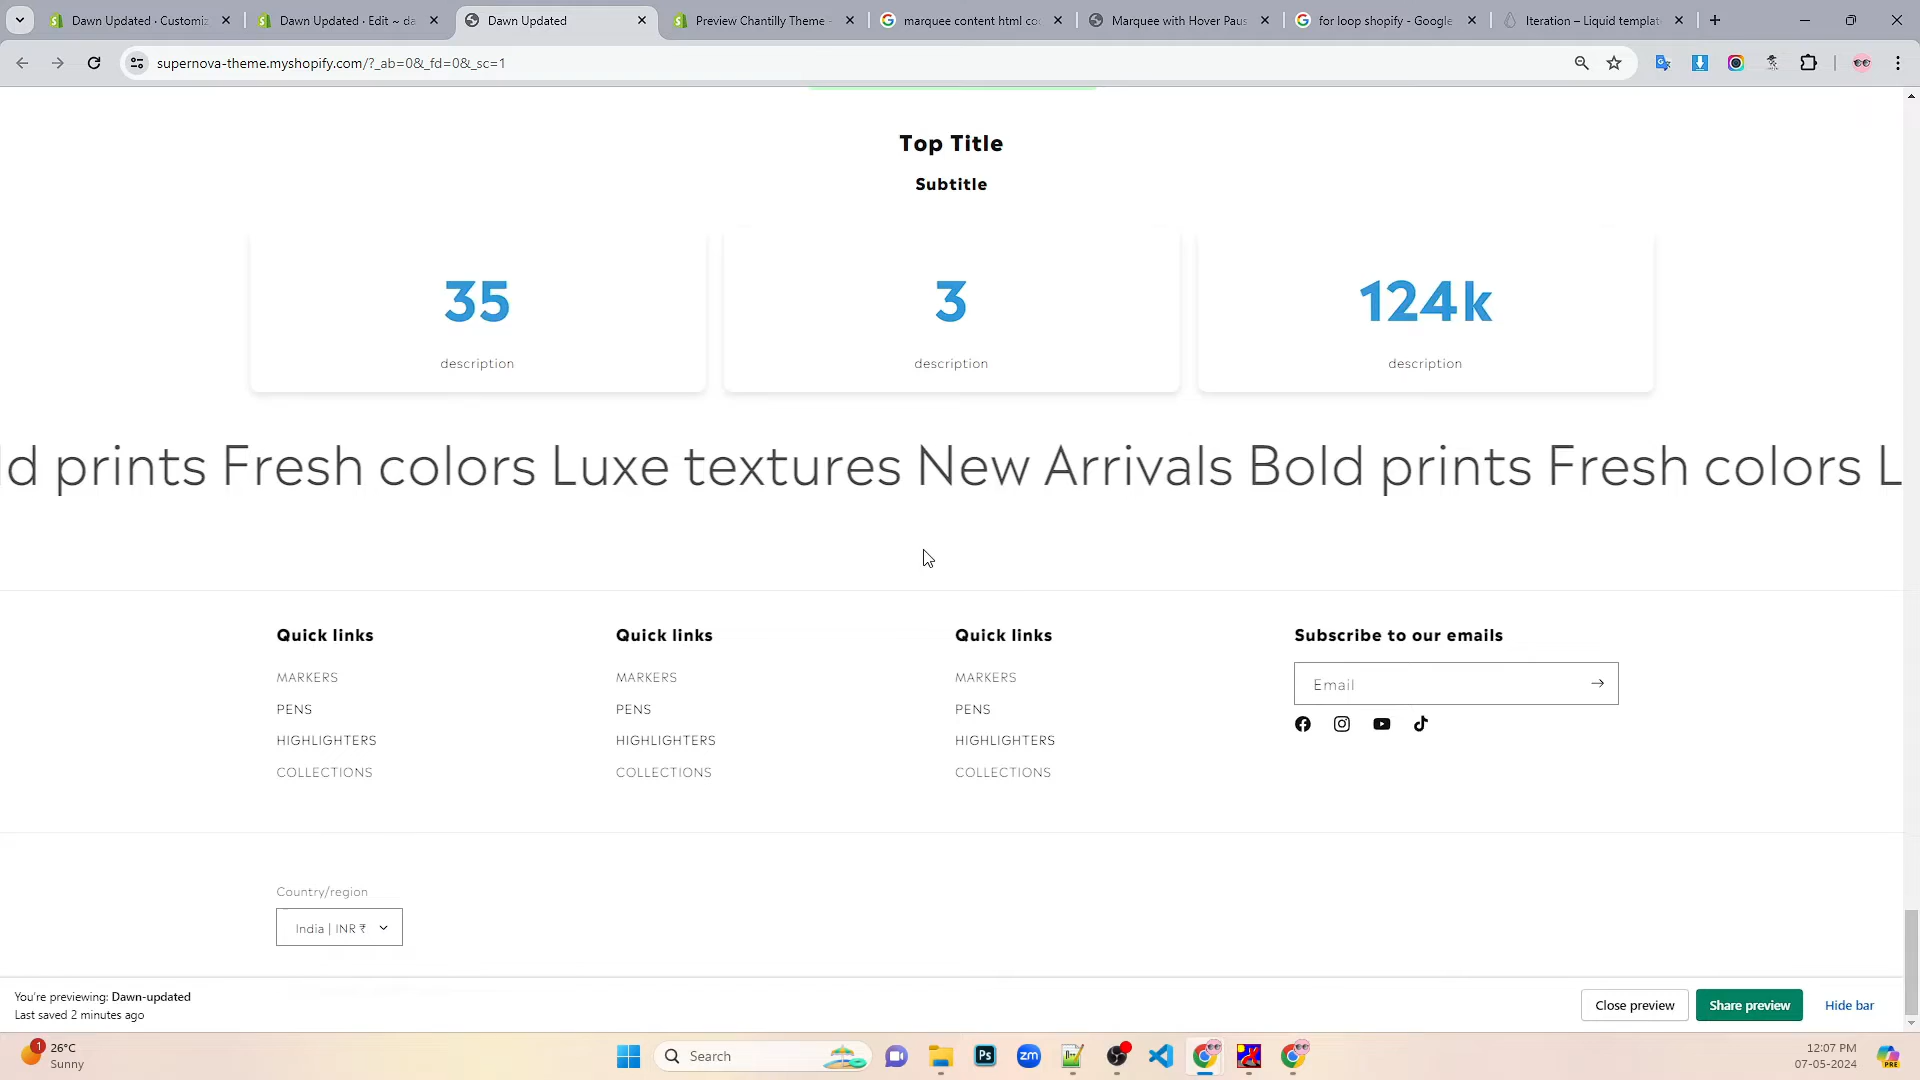 Dawn Updated · Customiz
Dawn Updated · Edit ~ da
Dawn Updated
Preview Chantilly Theme -
marquee content html co
Marquee with Hover Paus
for loop shopify - Google
Iteration – Liquid templat
supernova-theme.myshopify.com/?_ab=0&_fd=0&_sc=1
Top Title
Subtitle
35 3 124k
description description description
ld prints Fresh colors Luxe textures New Arrivals Bold prints Fresh colors L
Quick links Quick links Quick links Subscribe to our emails
MARKERS MARKERS MARKERS Email
PENS PENS PENS
HIGHLIGHTERS HIGHLIGHTERS HIGHLIGHTERS
COLLECTIONS COLLECTIONS COLLECTIONS
Country/region
India | INR ₹
You're previewing: Dawn-updated
Last saved 2 minutes ago
Close preview Share preview Hide bar
1 26°C
Sunny
Search
Ps
zm
12:07 PM
07-05-2024
PRE